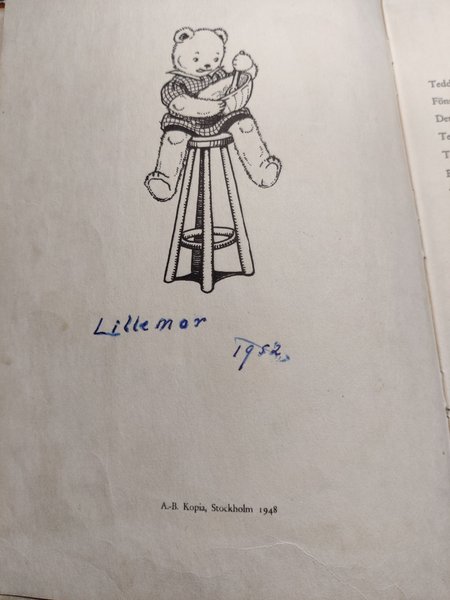 Lillemor
1952.
A.-B. Kopia, Stockholm 1948